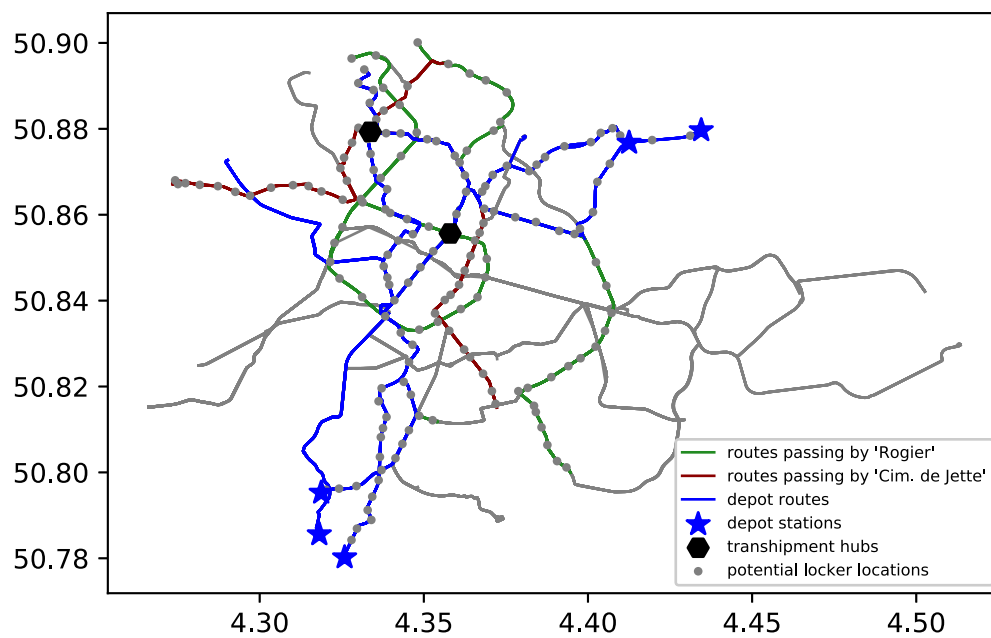 50.90
50.88
50.86
50.84
50.82
50.80
50.78
routes passing by 'Rogier'
routes passing by 'Cim. de Jette'
depot routes
depot stations
transhipment hubs
potential locker locations
4.30 4.35 4.40 4.45 4.50